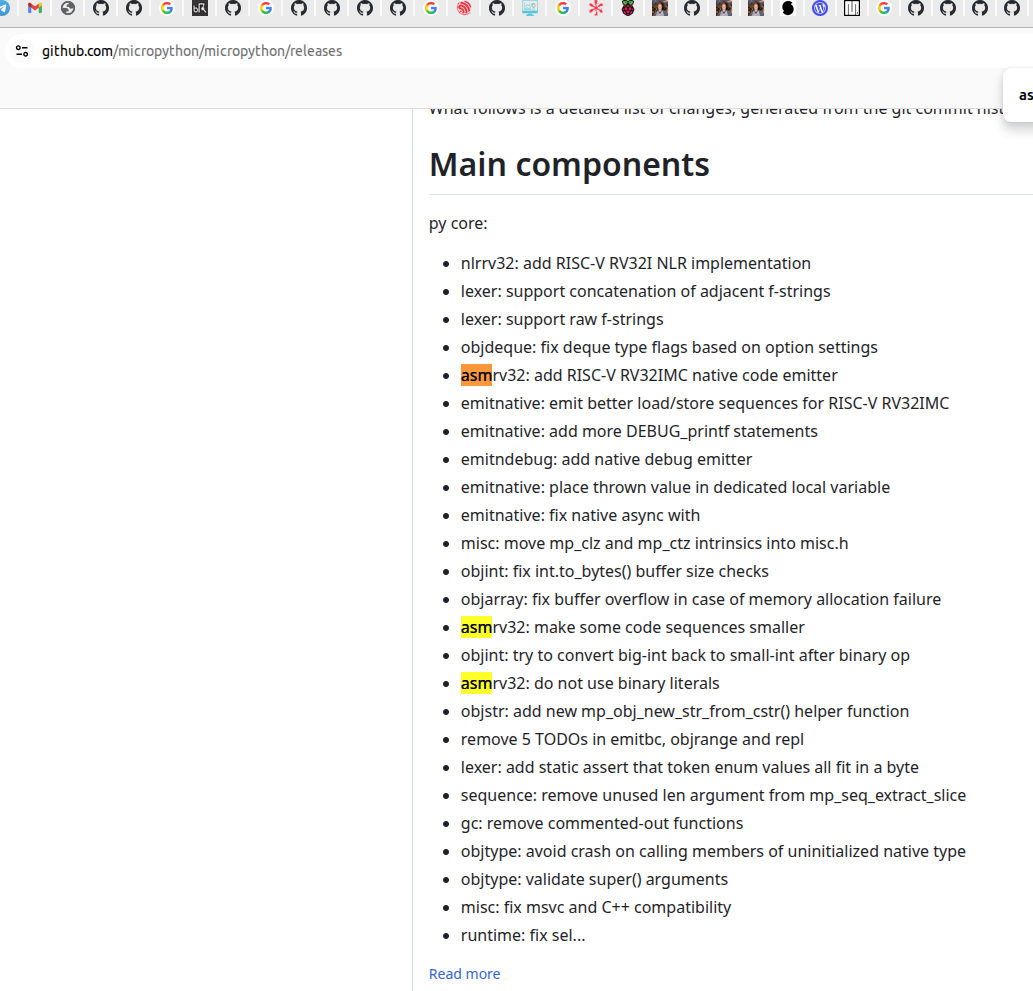 github.com/micropython/micropython/releases
as
What follows is a detailed list of changes, generated from the git commit hist
Main components
py core:
nlrrv32: add RISC-V RV32I NLR implementation
lexer: support concatenation of adjacent f-strings
lexer: support raw f-strings
objdeque: fix deque type flags based on option settings
asmrv32: add RISC-V RV32IMC native code emitter
emitnative: emit better load/store sequences for RISC-V RV32IMC
emitnative: add more DEBUG_printf statements
emitndebug: add native debug emitter
emitnative: place thrown value in dedicated local variable
emitnative: fix native async with
misc: move mp_clz and mp_ctz intrinsics into misc.h
objint: fix int.to_bytes() buffer size checks
objarray: fix buffer overflow in case of memory allocation failure
asmrv32: make some code sequences smaller
objint: try to convert big-int back to small-int after binary op
asmrv32: do not use binary literals
objstr: add new mp_obj_new_str_from_cstr() helper function
remove 5 TODOs in emitbc, objrange and repl
lexer: add static assert that token enum values all fit in a byte
sequence: remove unused len argument from mp_seq_extract_slice
gc: remove commented-out functions
objtype: avoid crash on calling members of uninitialized native type
objtype: validate super() arguments
misc: fix msvc and C++ compatibility
runtime: fix sel...
Read more